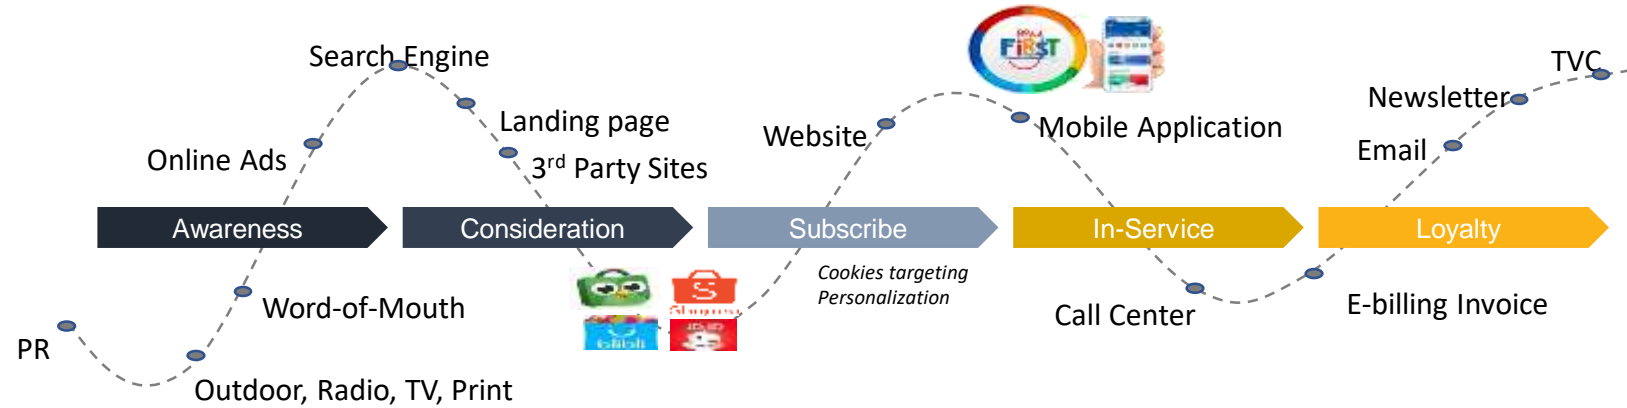 Search Engine
Landing page
Online Ads
3rd Party Sites
Website
FiRST
Mobile Application
TVC
Newsletter
Email
Awareness
Consideration
Subscribe
In-Service
Loyalty
Cookies targeting
Personalization
S
PR
Word-of-Mouth
Outdoor, Radio, TV, Print
Call Center
E-billing Invoice